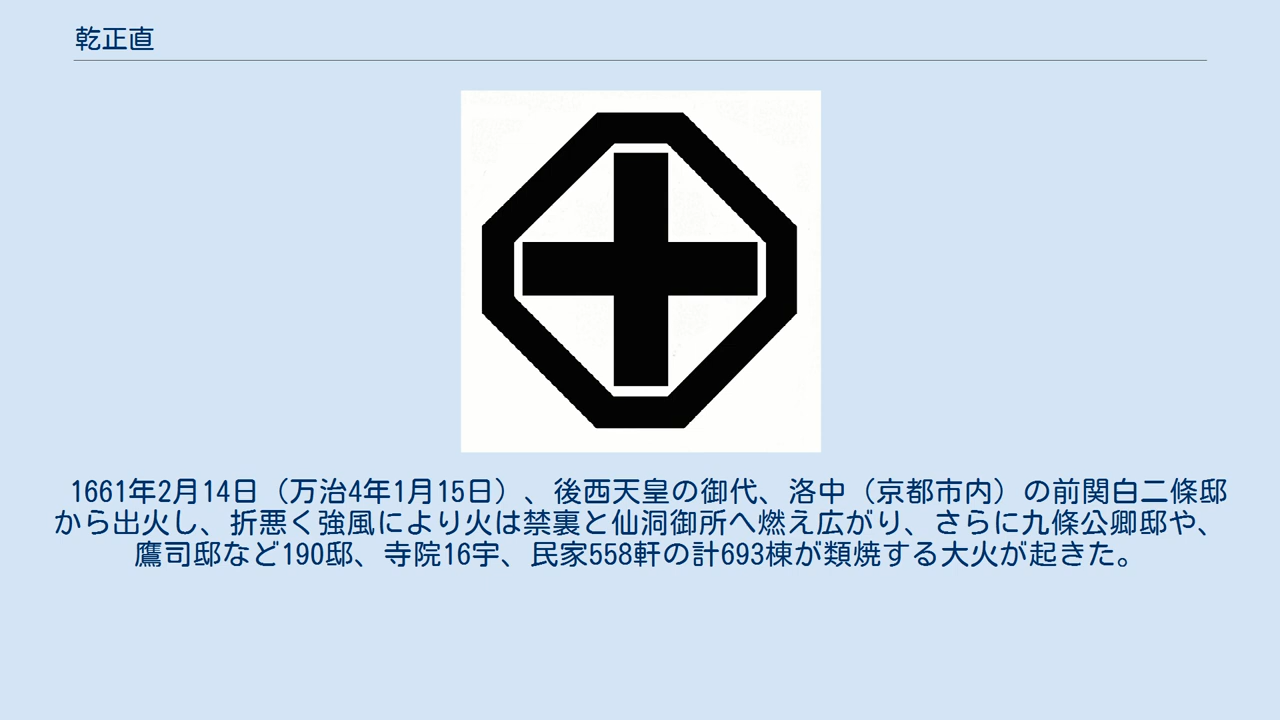 乾正直
1661年2月14日（万治4年1月15日）、後西天皇の御代、洛中（京都市内）の前関白二條邸
から出火し、折悪く強風により火は禁裏と仙洞御所へ燃え広がり、さらに九條公卿邸や、
鷹司邸など190邸、寺院16宇、民家558軒の計693棟が類焼する大火が起きた。